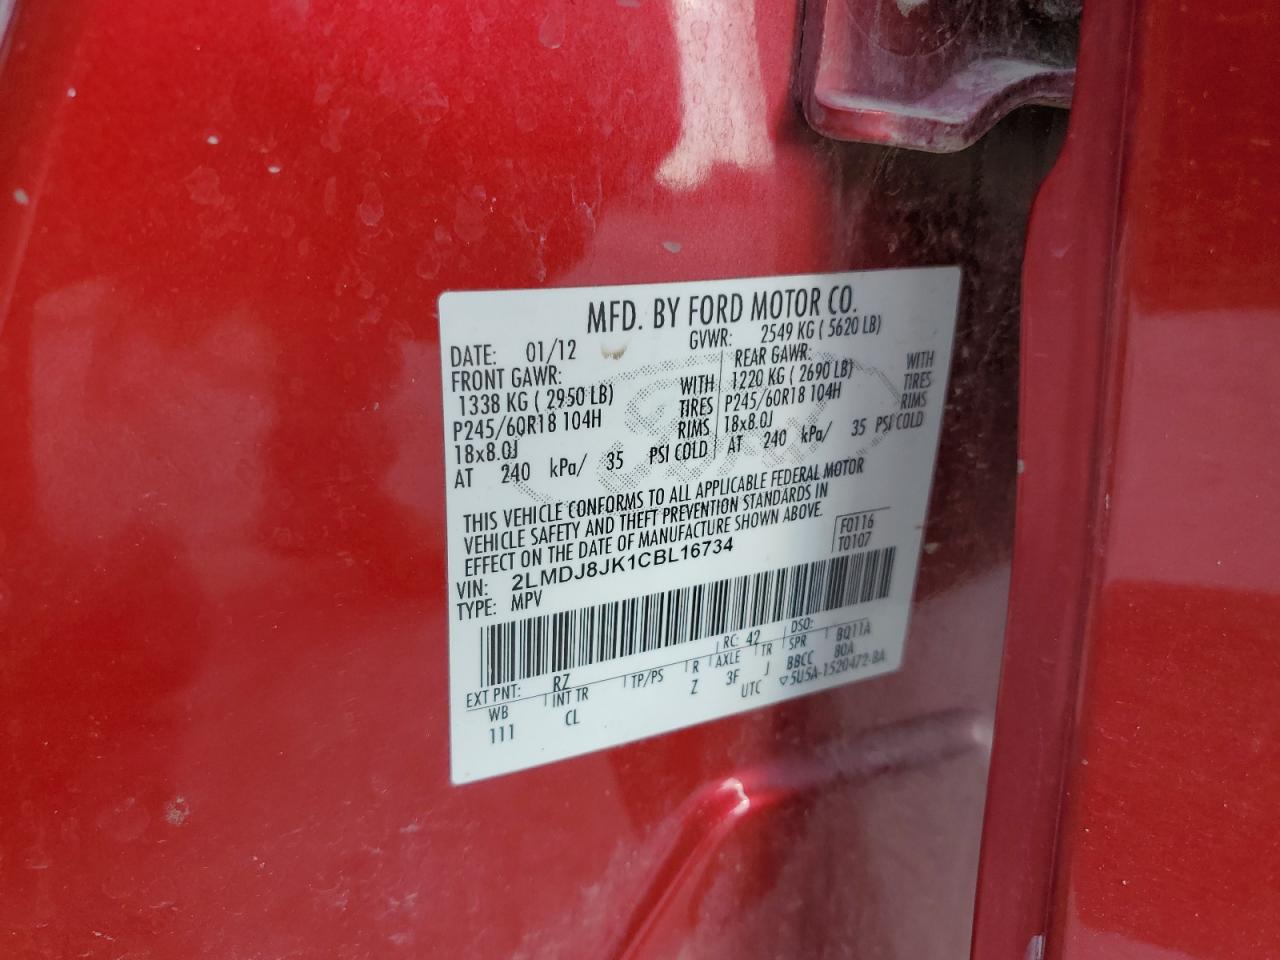 MFD. BY FORD MOTOR CO.
DATE: 01/12 GVWR: 2549 KG ( 5620 LB)
FRONT GAWR: REAR GAWR:
1338 KG ( 2950 LB) WITH 1220 KG ( 2690 LB) WITH
P245/60R18 104H TIRES P245/60R18 104H TIRES
18x8.0J RIMS 18x8.0J RIMS
AT 240 kPa/ 35 PSI COLD AT 240 kPa/ 35 PSI COLD
THIS VEHICLE CONFORMS TO ALL APPLICABLE FEDERAL MOTOR
VEHICLE SAFETY AND THEFT PREVENTION STANDARDS IN
EFFECT ON THE DATE OF MANUFACTURE SHOWN ABOVE.
F0116
VIN: 2LMDJ8JK1CBL16734 T0107
TYPE: MPV
EXT PNT: RZ RC: 42 DSO:
WB INT TR TP/PS R AXLE TR SPR BQ11A
111 CL Z 3F J BBCC 80A
UTC ▽5U5A-1520472-BA